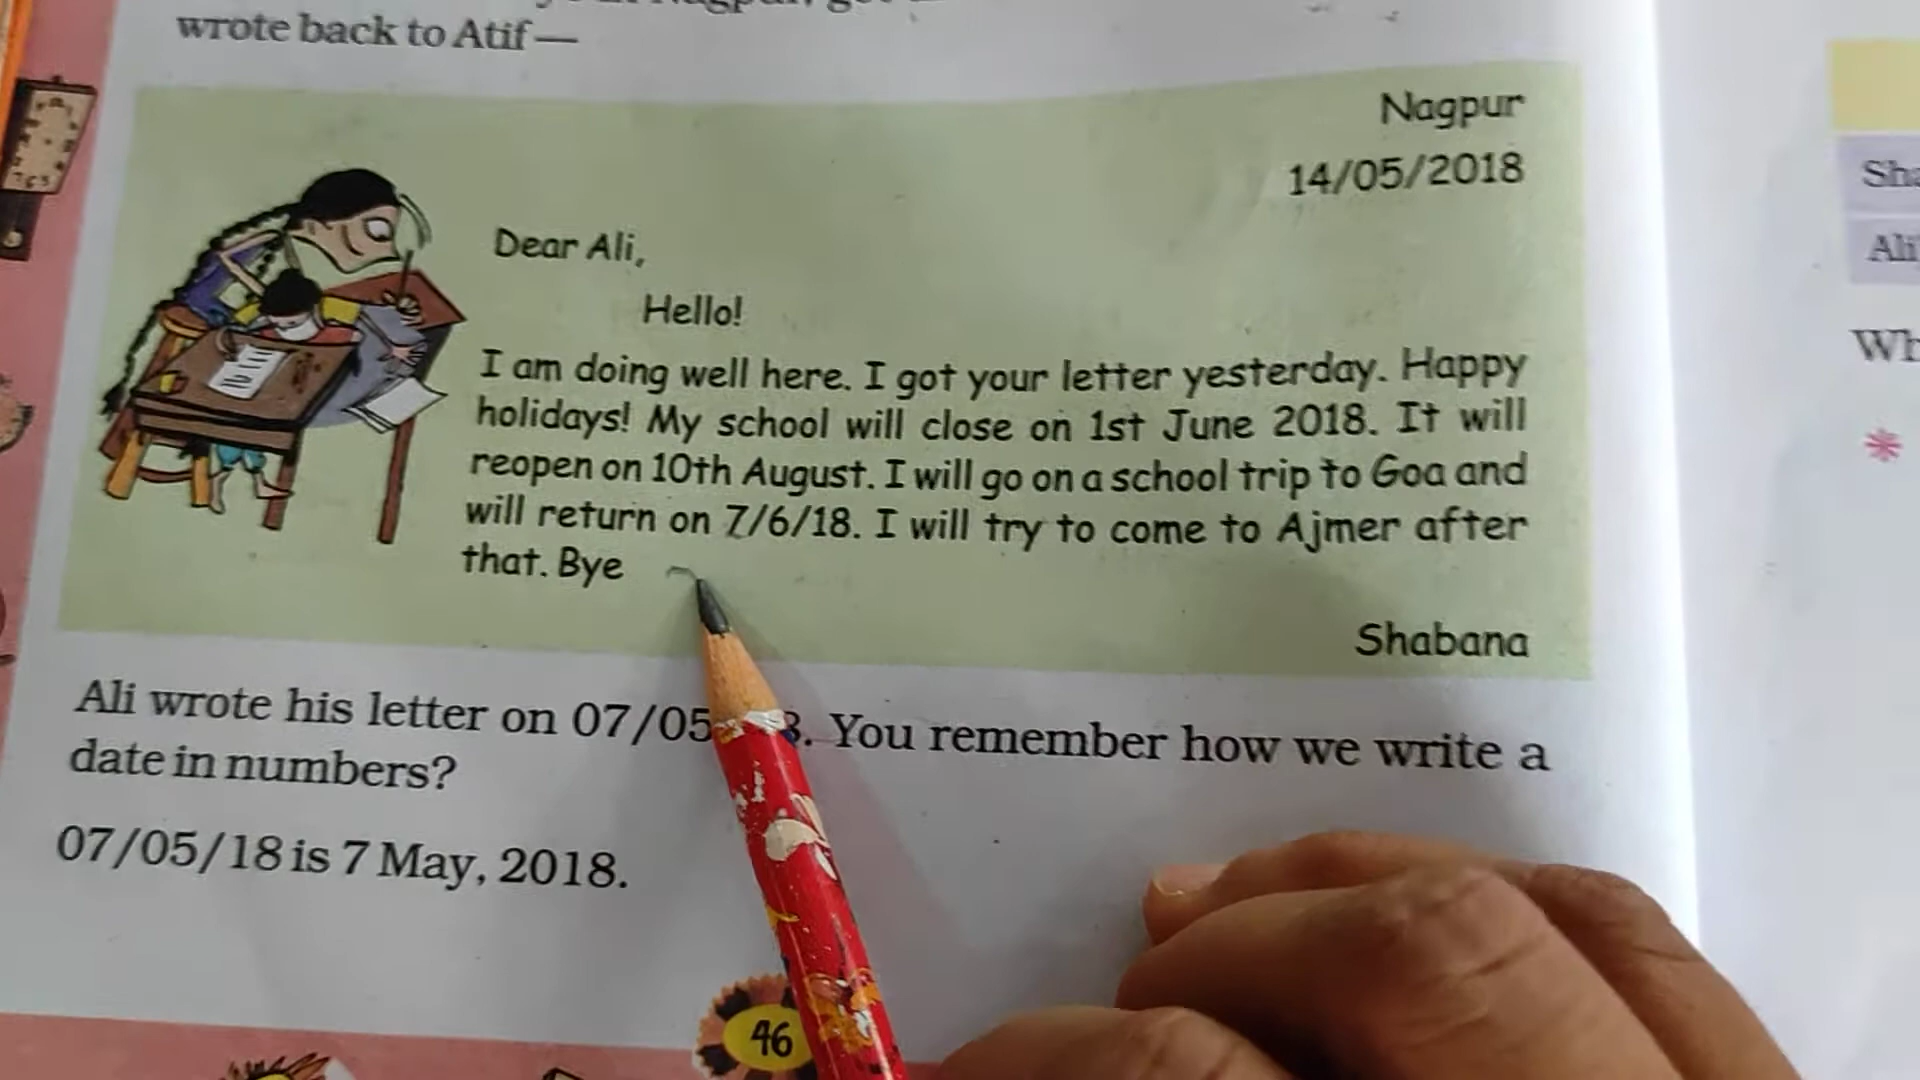 wrote back to Atif—
Nagpur
14/05/2018
Dear Ali,
Hello!
I am doing well here. I got your letter yesterday. Happy
holidays! My school will close on 1st June 2018. It will
reopen on 10th August. I will go on a school trip to Goa and
will return on 7/6/18. I will try to come to Ajmer after
that. Bye
Shabana
Ali wrote his letter on 07/05 8. You remember how we write a
date in numbers?
07/05/18 is 7 May, 2018.
46
Sha
Ali
Wh